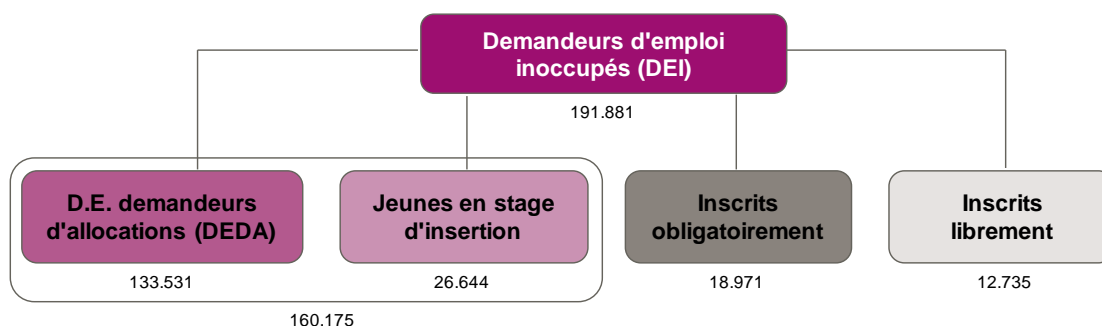 Demandeurs d'emploi
inoccupés (DEI)
191.881
D.E. demandeurs
d'allocations (DEDA)
Jeunes en stage
d'insertion
Inscrits
obligatoirement
Inscrits
librement
133.531
26.644
18.971
12.735
160.175